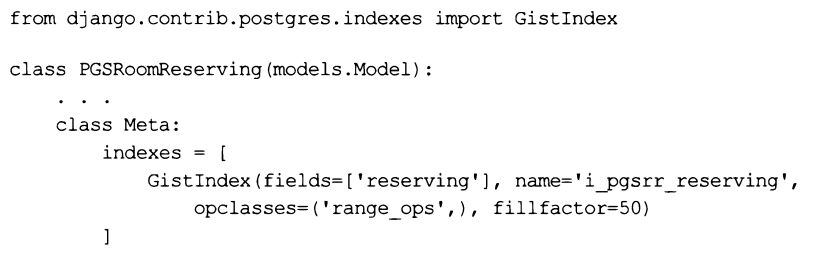 from django.contrib.postgres.indexes import GistIndex
class PGSRoomReserving(models.Model):
    . . .
    class Meta:
        indexes = [
            GistIndex(fields=['reserving'], name='i_pgsrr_reserving',
                opclasses=('range_ops',), fillfactor=50)
        ]